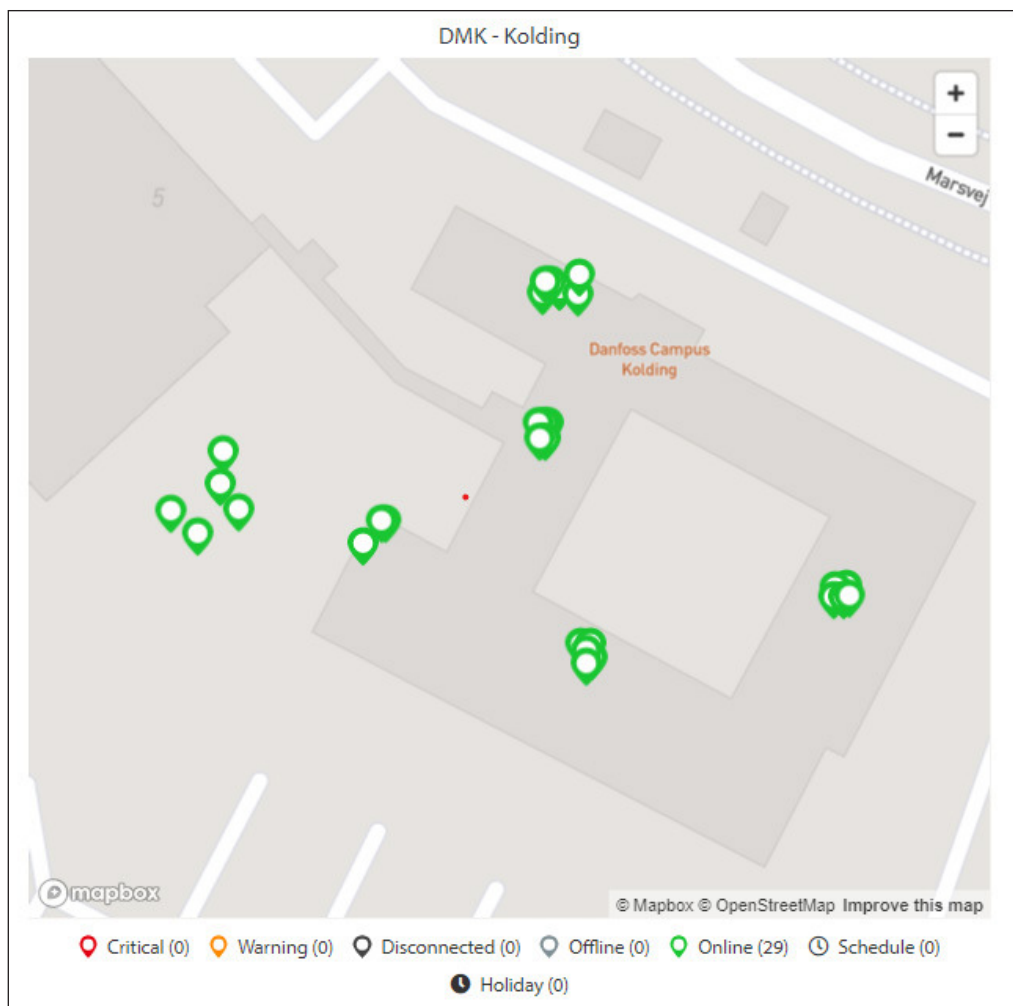 DMK - Kolding
+
5
−
Marsvej
Danfoss Campus
Kolding
mapbox
© Mapbox © OpenStreetMap Improve this map
Critical (0) Warning (0) Disconnected (0) Offline (0) Online (29) Schedule (0)
Holiday (0)